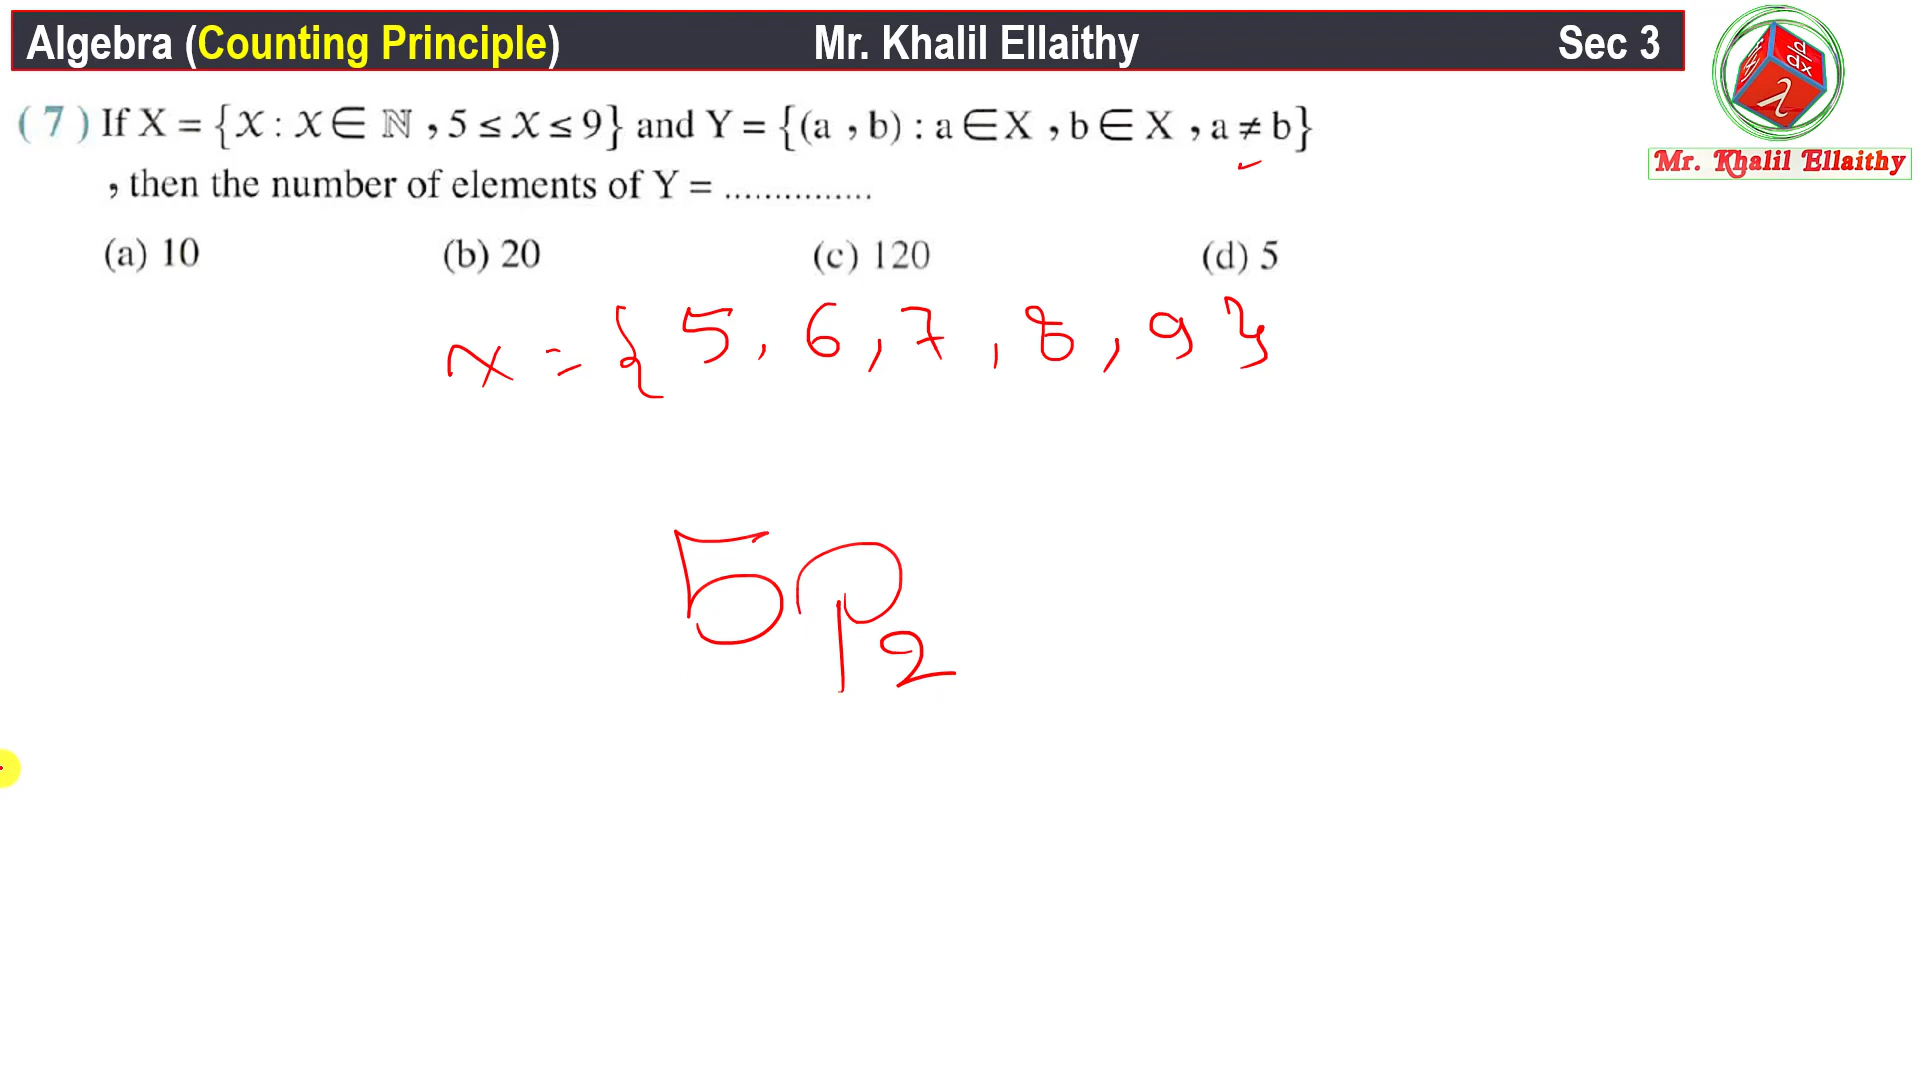 Algebra (Counting Principle) Mr. Khalil Ellaithy Sec 3
d/dx
λ
Mr. Khalil Ellaithy
( 7 ) If X = {x : x ∈ ℕ , 5 ≤ x ≤ 9} and Y = {(a , b) : a ∈ X , b ∈ X , a ≠ b}
, then the number of elements of Y = ...............
(a) 10 (b) 20 (c) 120 (d) 5
x = { 5 , 6 , 7 , 8 , 9 }
5P2